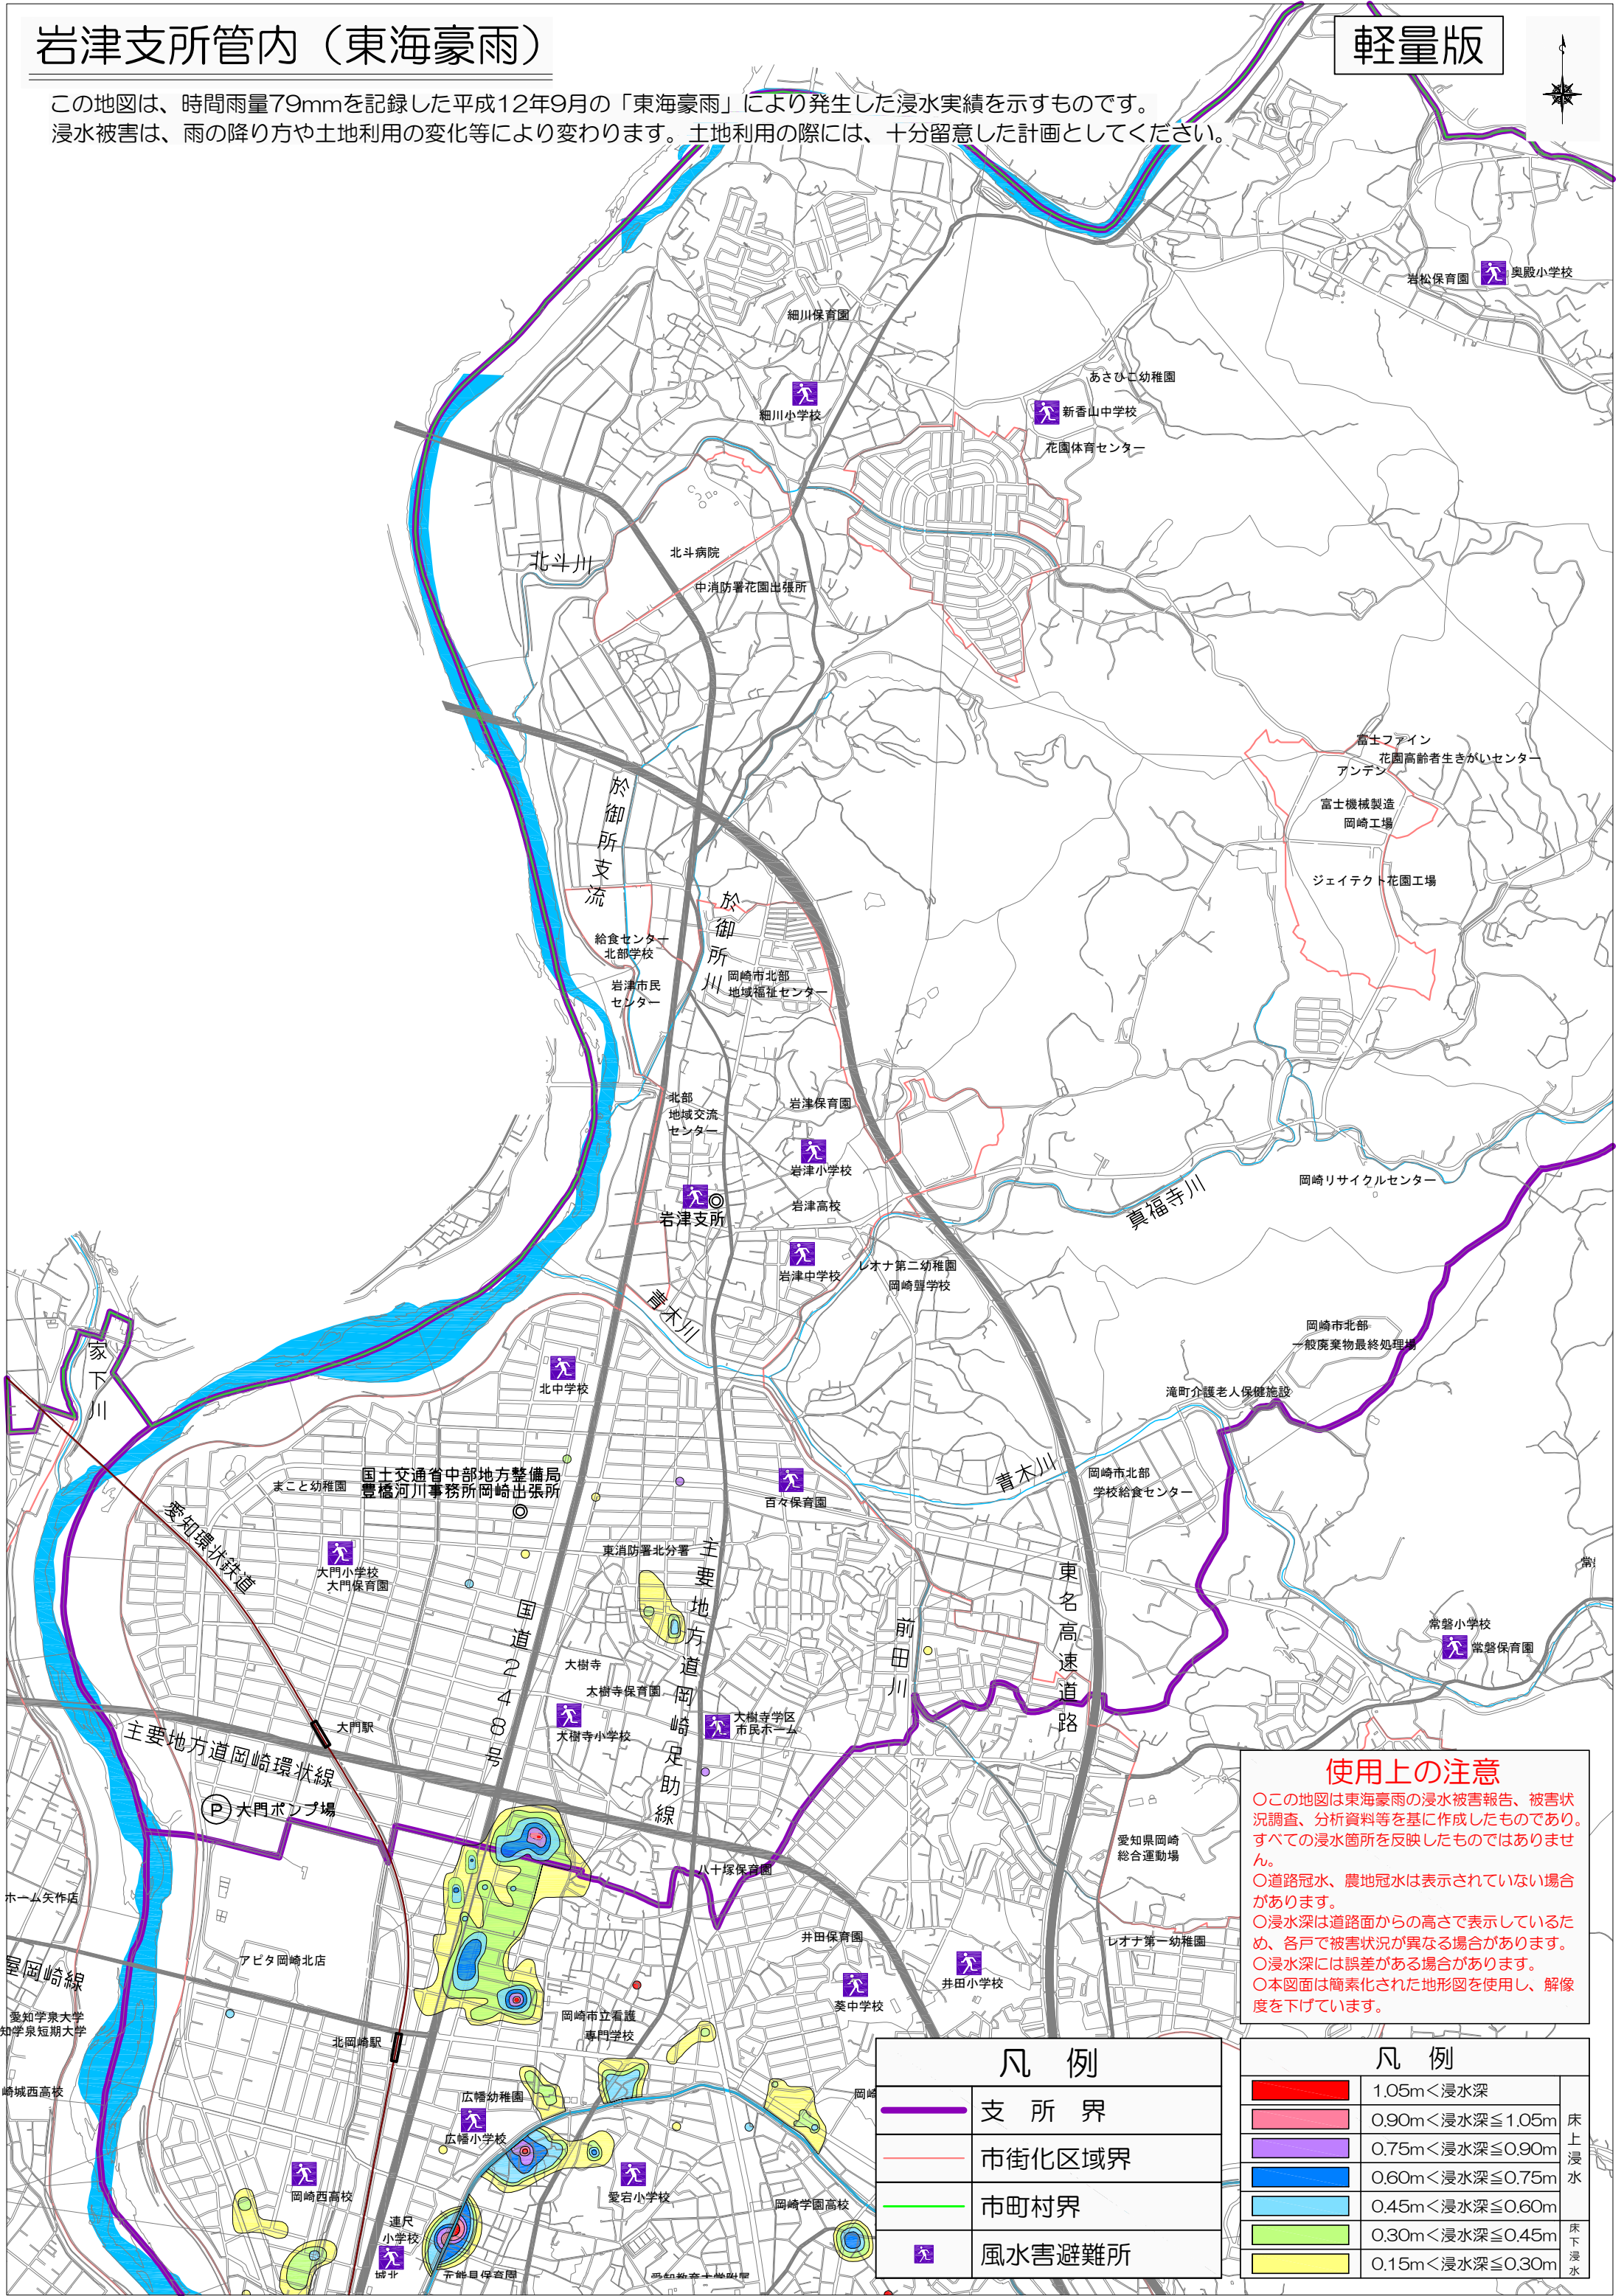 岩津支所管内（東海豪雨）
軽量版
この地図は、時間雨量79mmを記録した平成12年9月の「東海豪雨」により発生した浸水実績を示すものです。
浸水被害は、雨の降り方や土地利用の変化等により変わります。土地利用の際には、十分留意した計画としてください。
岩松保育園
奥殿小学校
細川保育園
あさひこ幼稚園
細川小学校
新香山中学校
花園体育センター
北斗川
北斗病院
中消防署花園出張所
富士ファイン
花園高齢者生きがいセンター
アンデン
富士機械製造
岡崎工場
ジェイテクト花園工場
於御所支流
於御所川
給食センター
北部学校
岩津市民
センター
岡崎市北部
地域福祉センター
北部
地域交流
センター
岩津保育園
岩津小学校
岩津高校
岩津支所
岩津中学校
レオナ第二幼稚園
岡崎聾学校
真福寺川
岡崎リサイクルセンター
青木川
家下川
北中学校
岡崎市北部
一般廃棄物最終処理場
滝町介護老人保健施設
国土交通省中部地方整備局
豊橋河川事務所岡崎出張所
まこと幼稚園
百々保育園
青木川
岡崎市北部
学校給食センター
愛知環状鉄道
大門小学校
大門保育園
東消防署北分署
主要地方道岡崎足助線
国道248号
東名高速道路
前田川
常
常磐小学校
常磐保育園
大樹寺
大樹寺保育園
大樹寺小学校
大樹寺学区
市民ホーム
大門駅
主要地方道岡崎環状線
P
大門ポンプ場
愛知県岡崎
総合運動場
八十塚保育園
ホーム矢作店
井田保育園
レオナ第一幼稚園
アピタ岡崎北店
屋岡崎線
井田小学校
葵中学校
愛知学泉大学
知学泉短期大学
岡崎市立看護
専門学校
北岡崎駅
崎城西高校
広幡幼稚園
広幡小学校
岡崎
岡崎西高校
愛宕小学校
岡崎学園高校
連尺
小学校
城北
元能見保育園
愛知教育大学附属
使用上の注意
○この地図は東海豪雨の浸水被害報告、被害状
況調査、分析資料等を基に作成したものであり。
すべての浸水箇所を反映したものではありませ
ん。
○道路冠水、農地冠水は表示されていない場合
があります。
○浸水深は道路面からの高さで表示しているた
め、各戸で被害状況が異なる場合があります。
○浸水深には誤差がある場合があります。
○本図面は簡素化された地形図を使用し、解像
度を下げています。
凡　例
支　所　界
市街化区域界
市町村界
風水害避難所
凡　例
1.05m＜浸水深
0.90m＜浸水深≦1.05m
0.75m＜浸水深≦0.90m
0.60m＜浸水深≦0.75m
0.45m＜浸水深≦0.60m
0.30m＜浸水深≦0.45m
0.15m＜浸水深≦0.30m
床上浸水
床下浸水